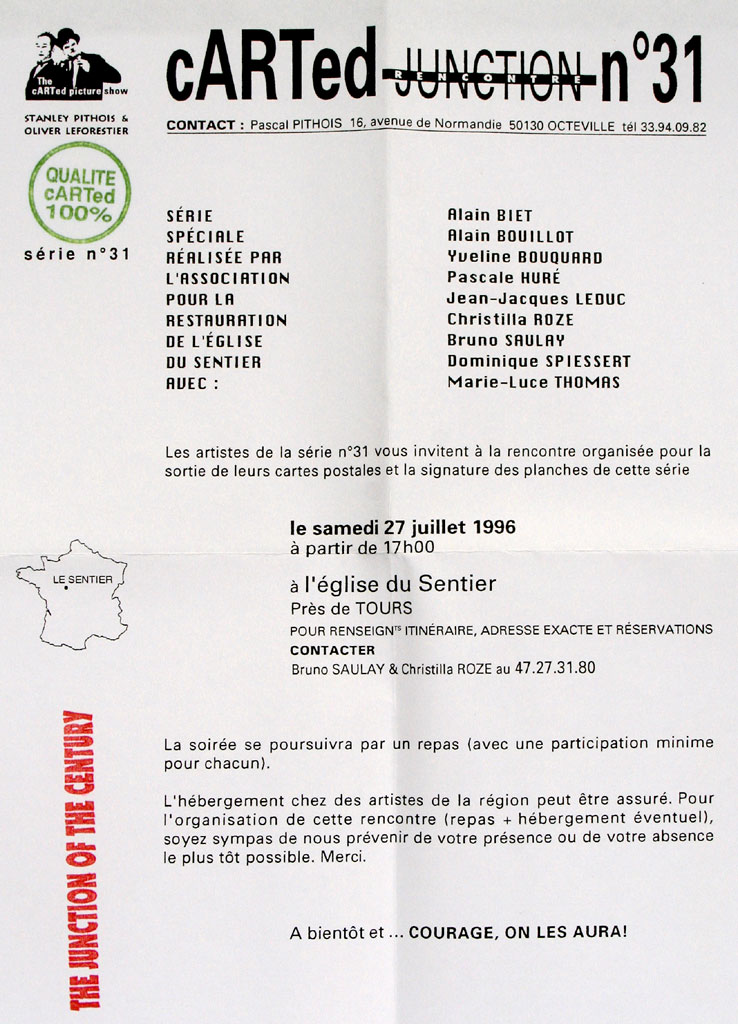 The
cARTed picture show
STANLEY PITHOIS &
OLIVER LEFORESTIER
QUALITE
cARTed
100%
série n°31
cARTed JUNCTION n°31
RENCONTRE
CONTACT : Pascal PITHOIS 16, avenue de Normandie 50130 OCTEVILLE tél 33.94.09.82
SÉRIE
SPÉCIALE
RÉALISÉE PAR
L'ASSOCIATION
POUR LA
RESTAURATION
DE L'ÉGLISE
DU SENTIER
AVEC :
Alain BIET
Alain BOUILLOT
Yveline BOUQUARD
Pascale HURÉ
Jean-Jacques LEDUC
Christilla ROZE
Bruno SAULAY
Dominique SPIESSERT
Marie-Luce THOMAS
Les artistes de la série n°31 vous invitent à la rencontre organisée pour la
sortie de leurs cartes postales et la signature des planches de cette série
le samedi 27 juillet 1996
à partir de 17h00
à l'église du Sentier
Près de TOURS
POUR RENSEIGNTS ITINÉRAIRE, ADRESSE EXACTE ET RÉSERVATIONS
CONTACTER
Bruno SAULAY & Christilla ROZE au 47.27.31.80
LE SENTIER
THE JUNCTION OF THE CENTURY
La soirée se poursuivra par un repas (avec une participation minime
pour chacun).
L'hébergement chez des artistes de la région peut être assuré. Pour
l'organisation de cette rencontre (repas + hébergement éventuel),
soyez sympas de nous prévenir de votre présence ou de votre absence
le plus tôt possible. Merci.
A bientôt et ... COURAGE, ON LES AURA!